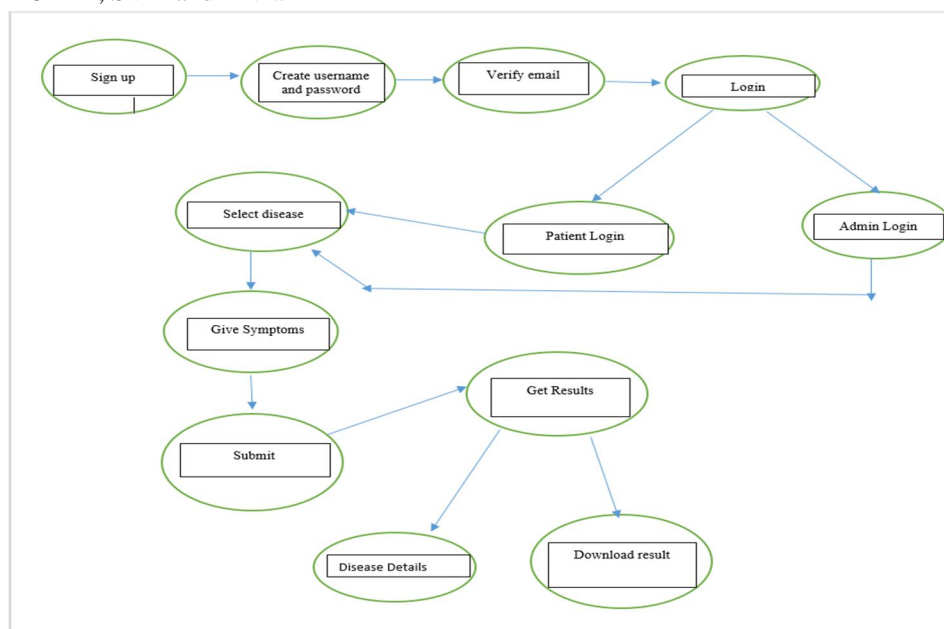 Sign up
Create username
and password
Verify email
Login
Select disease
Patient Login
Admin Login
Give Symptoms
Get Results
Submit
Disease Details
Download result